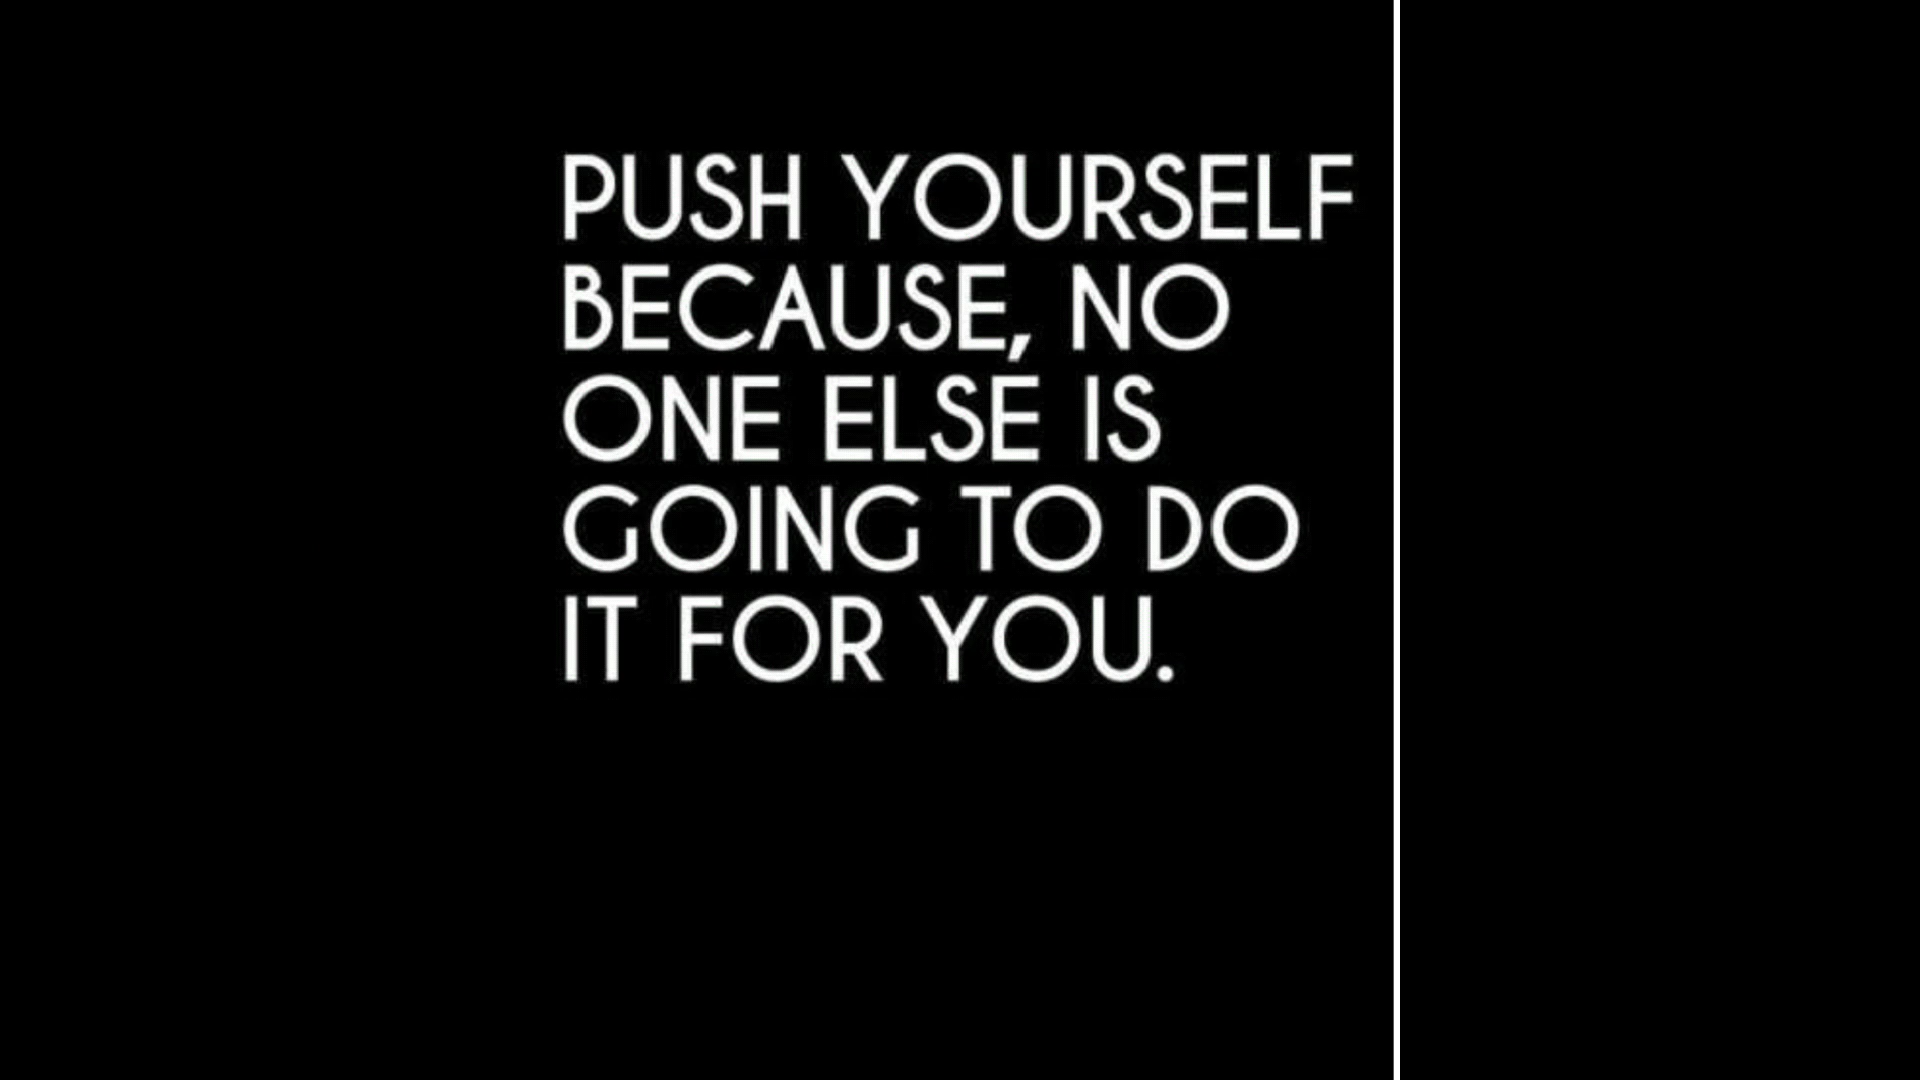 PUSH YOURSELF
BECAUSE, NO
ONE ELSE IS
GOING TO DO
IT FOR YOU.